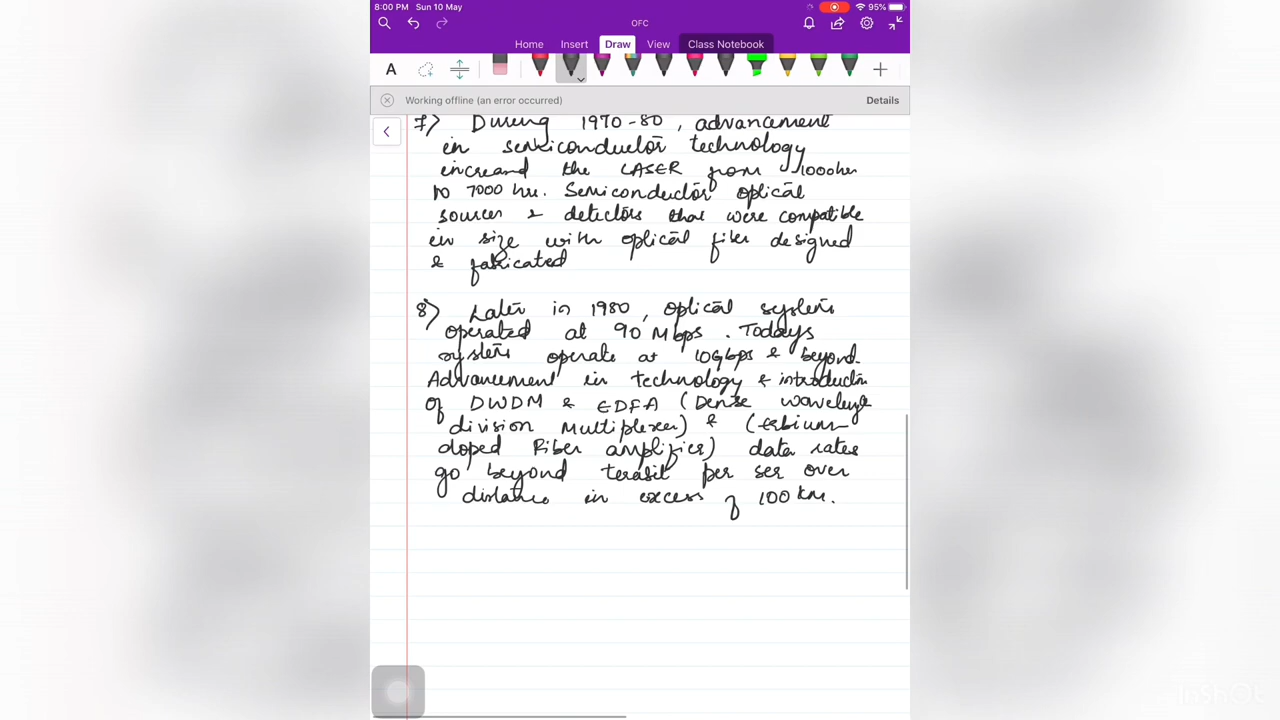 8:00 PM Sun 10 May
95%
OFC
Home Insert Draw View Class Notebook
A
Working offline (an error occurred)
Details
7) During 1970-80, advancement
in semiconductor technology
increased the LASER from 1000hrs
to 7000 hrs. Semiconductor optical
sources & detectors that were compatible
in size with optical fiber designed
& fabricated
8) Later in 1980, optical systems
operated at 90 Mbps. Todays
systems operate at 10Gbps & beyond.
Advancement in technology & introduction
of DWDM & EDFA (Dense wavelength
division Multiplexer) & (erbium-
doped Fiber amplifier) data rates
go beyond terabit per sec over
distance in excess of 100 km.
InShOt